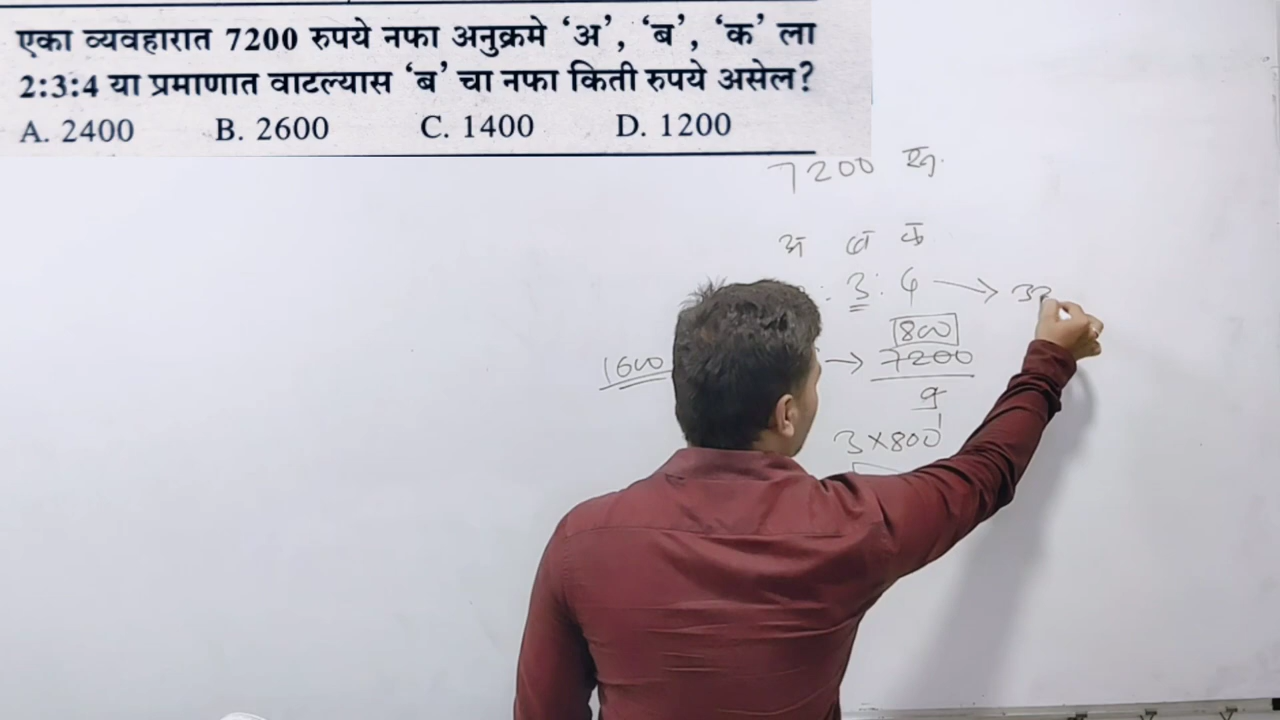 एका व्यवहारात 7200 रुपये नफा अनुक्रमे ‘अ’, ‘ब’, ‘क’ ला
2:3:4 या प्रमाणात वाटल्यास ‘ब’ चा नफा किती रुपये असेल?
A. 2400 B. 2600 C. 1400 D. 1200
7200 रु.
अ ब क
: 3 : 4 → 32
800
1600 → 7200
9
3×800